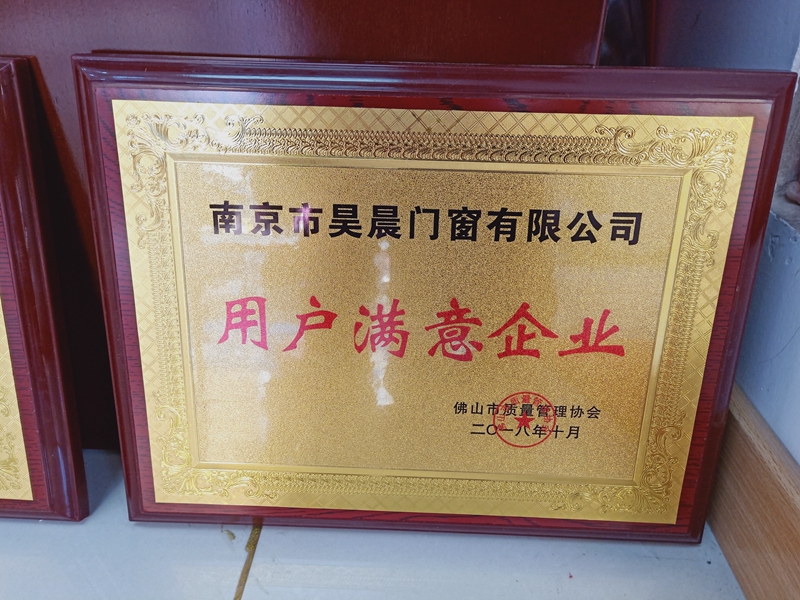 南京市昊晨门窗有限公司
用户满意企业
佛山市质量管理协会
二〇一八年十月